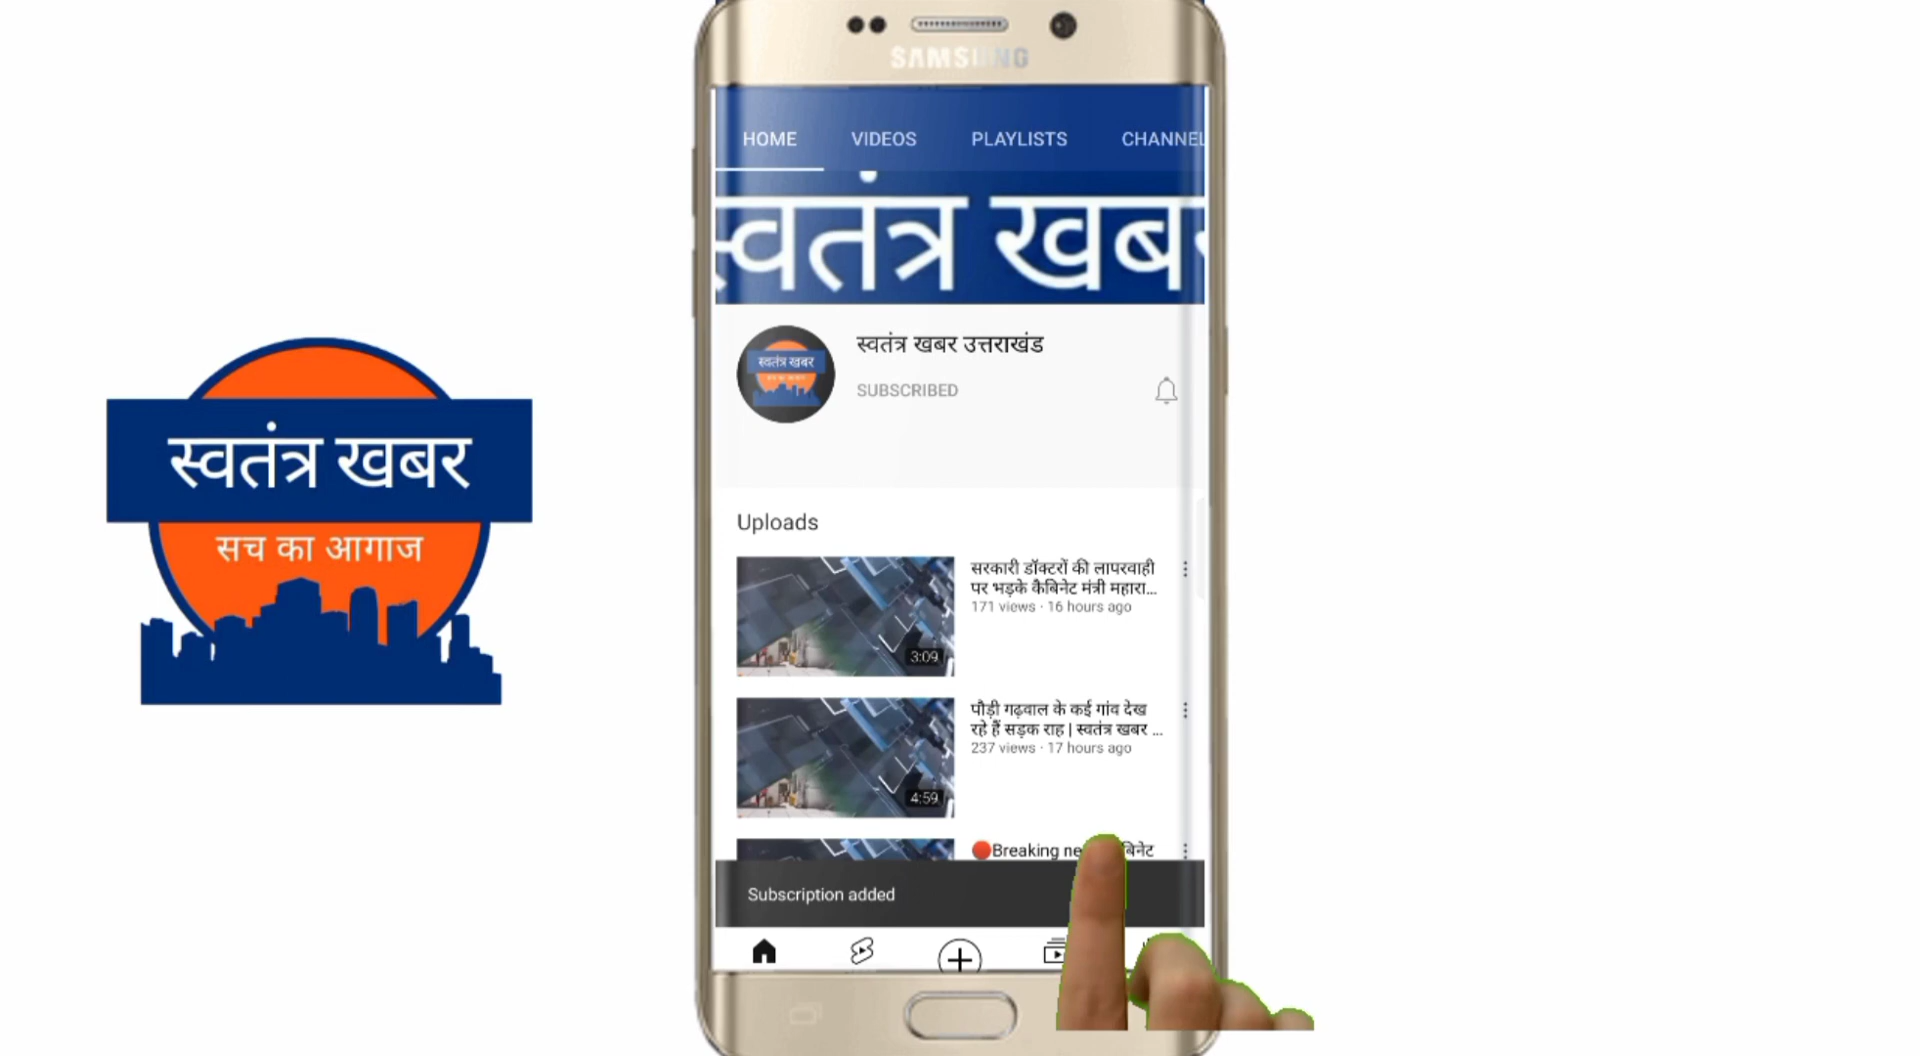 स्वतंत्र खबर
सच का आगाज
SAMSUNG
HOME VIDEOS PLAYLISTS
स्वतंत्र
स्वतंत्र खबर
स्वतंत्र खबर उत्तराखंड
SUBSCRIBED
Uploads
सरकारी डॉक्टरों की लापरवाही
पर भड़के कैबिनेट मंत्री महारा...
171 views · 16 hours ago
3:09
पौड़ी गढ़वाल के कई गांव देख
रहे हैं सड़क राह | स्वतंत्र खबर ...
237 views · 17 hours ago
4:59
Breaking
Subscription added